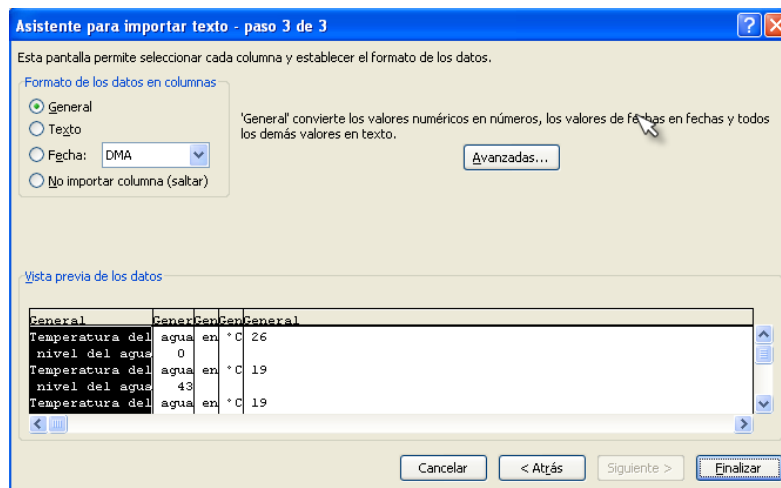 Asistente para importar texto - paso 3 de 3
Esta pantalla permite seleccionar cada columna y establecer el formato de los datos.
Formato de los datos en columnas
General
Texto
Fecha: DMA
No importar columna (saltar)
'General' convierte los valores numéricos en números, los valores de fechas en fechas y todos
los demás valores en texto.
Avanzadas...
Vista previa de los datos
General GenerGenGenGeneral
Temperatura del agua en °C 26
nivel del agua 0
Temperatura del agua en °C 19
nivel del agua 43
Temperatura del agua en °C 19
Cancelar < Atrás Siguiente > Finalizar